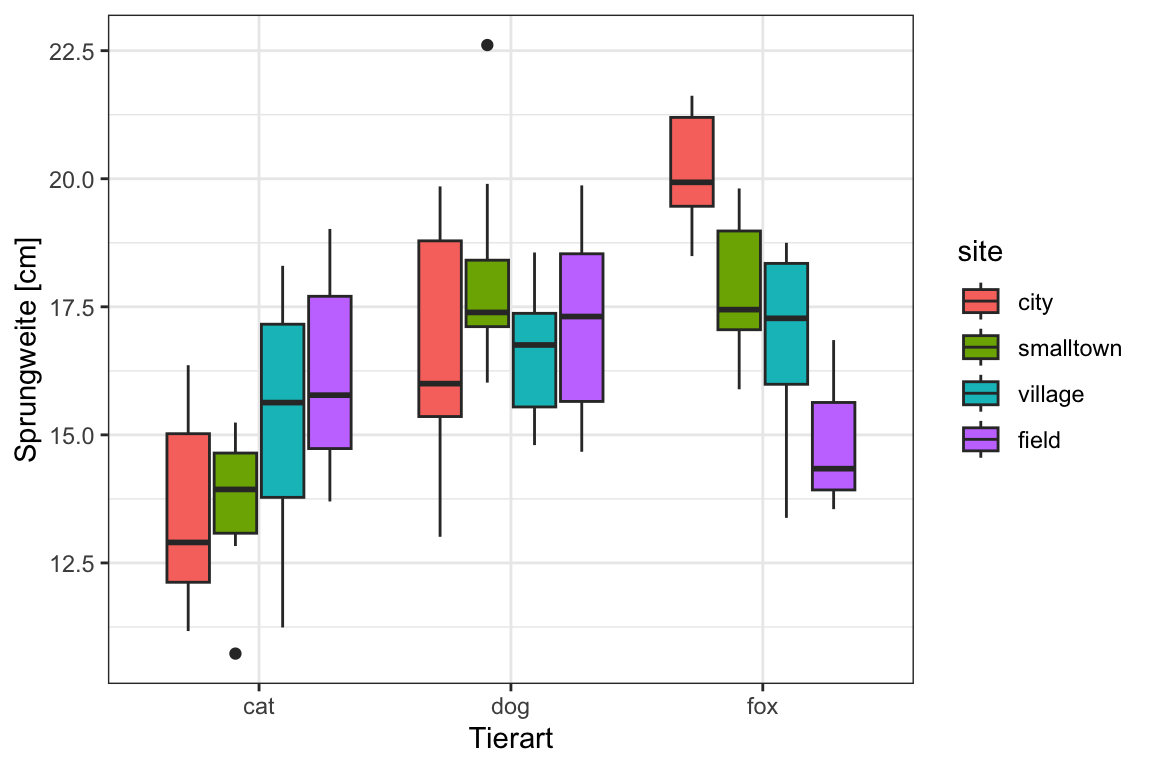 22.5
20.0
17.5
15.0
12.5
Sprungweite [cm]
cat
dog
fox
Tierart
site
city
smalltown
village
field